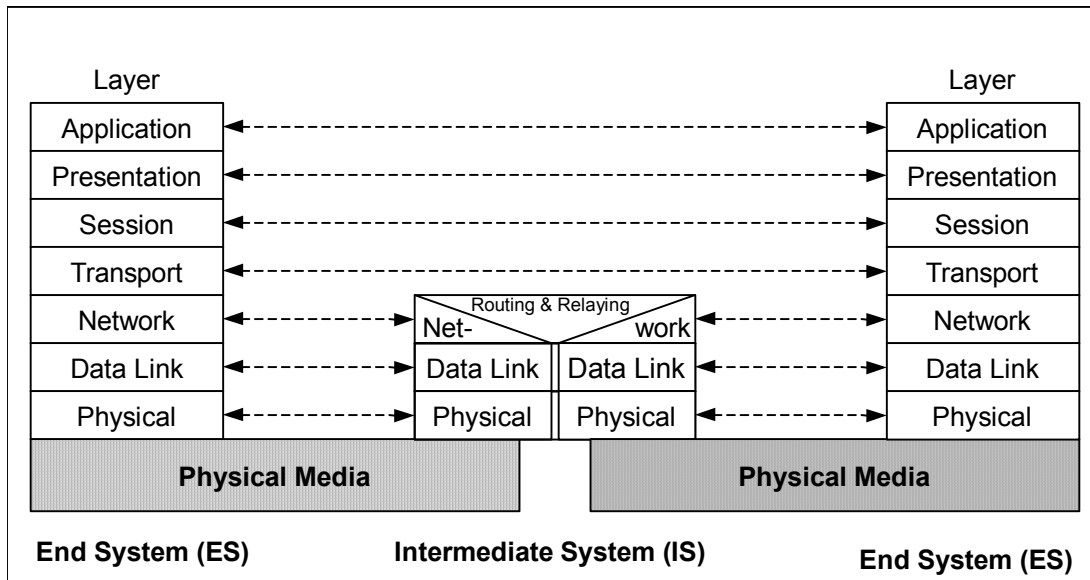 Layer
Layer
Application
Application
Presentation
Presentation
Session
Session
Transport
Transport
Routing & Relaying
Network
Net-
work
Network
Data Link
Data Link
Data Link
Data Link
Physical
Physical
Physical
Physical
Physical Media
Physical Media
End System (ES)
Intermediate System (IS)
End System (ES)